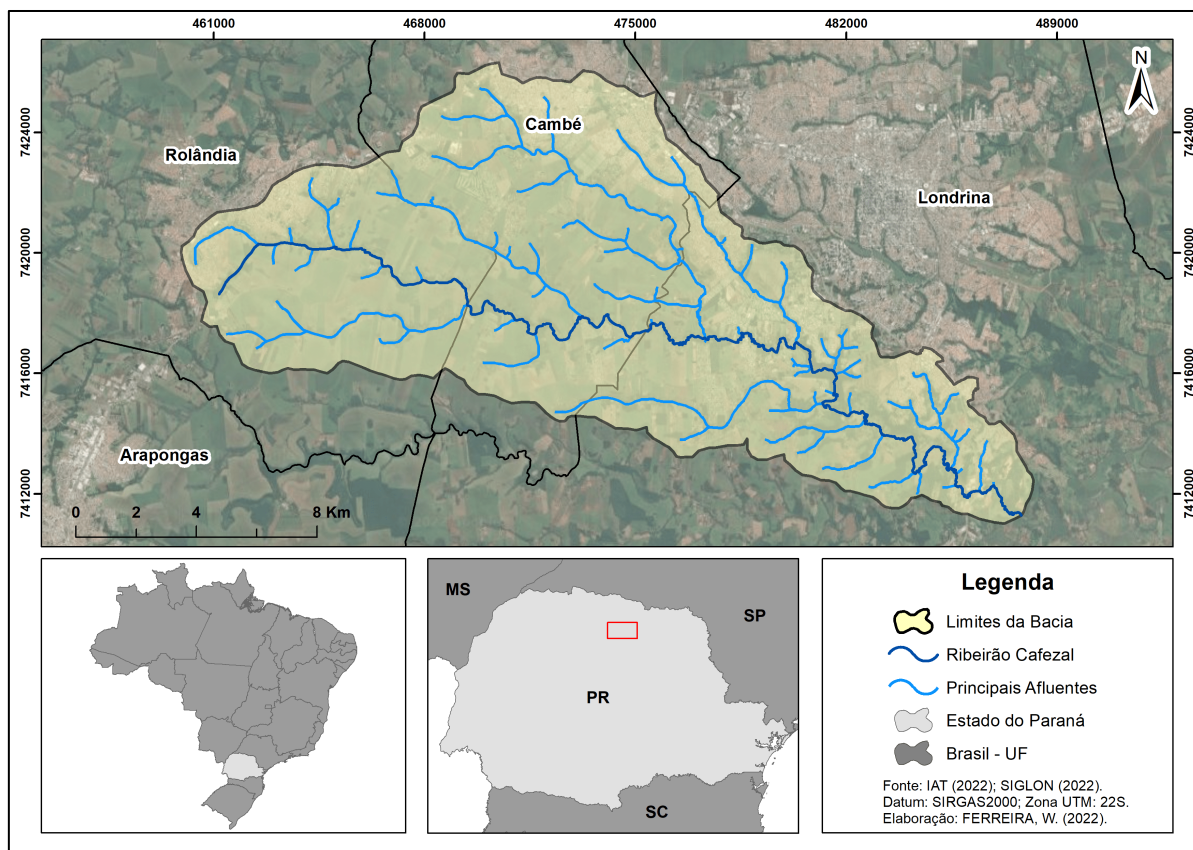 461000
468000
475000
482000
489000
N
7424000
7424000
Cambé
Rolândia
Londrina
7420000
7420000
7416000
7416000
Arapongas
7412000
7412000
0 2 4 6 8 Km
MS
SP
PR
SC
Legenda
Limites da Bacia
Ribeirão Cafezal
Principais Afluentes
Estado do Paraná
Brasil - UF
Fonte: IAT (2022); SIGLON (2022).
Datum: SIRGAS2000; Zona UTM: 22S.
Elaboração: FERREIRA, W. (2022).